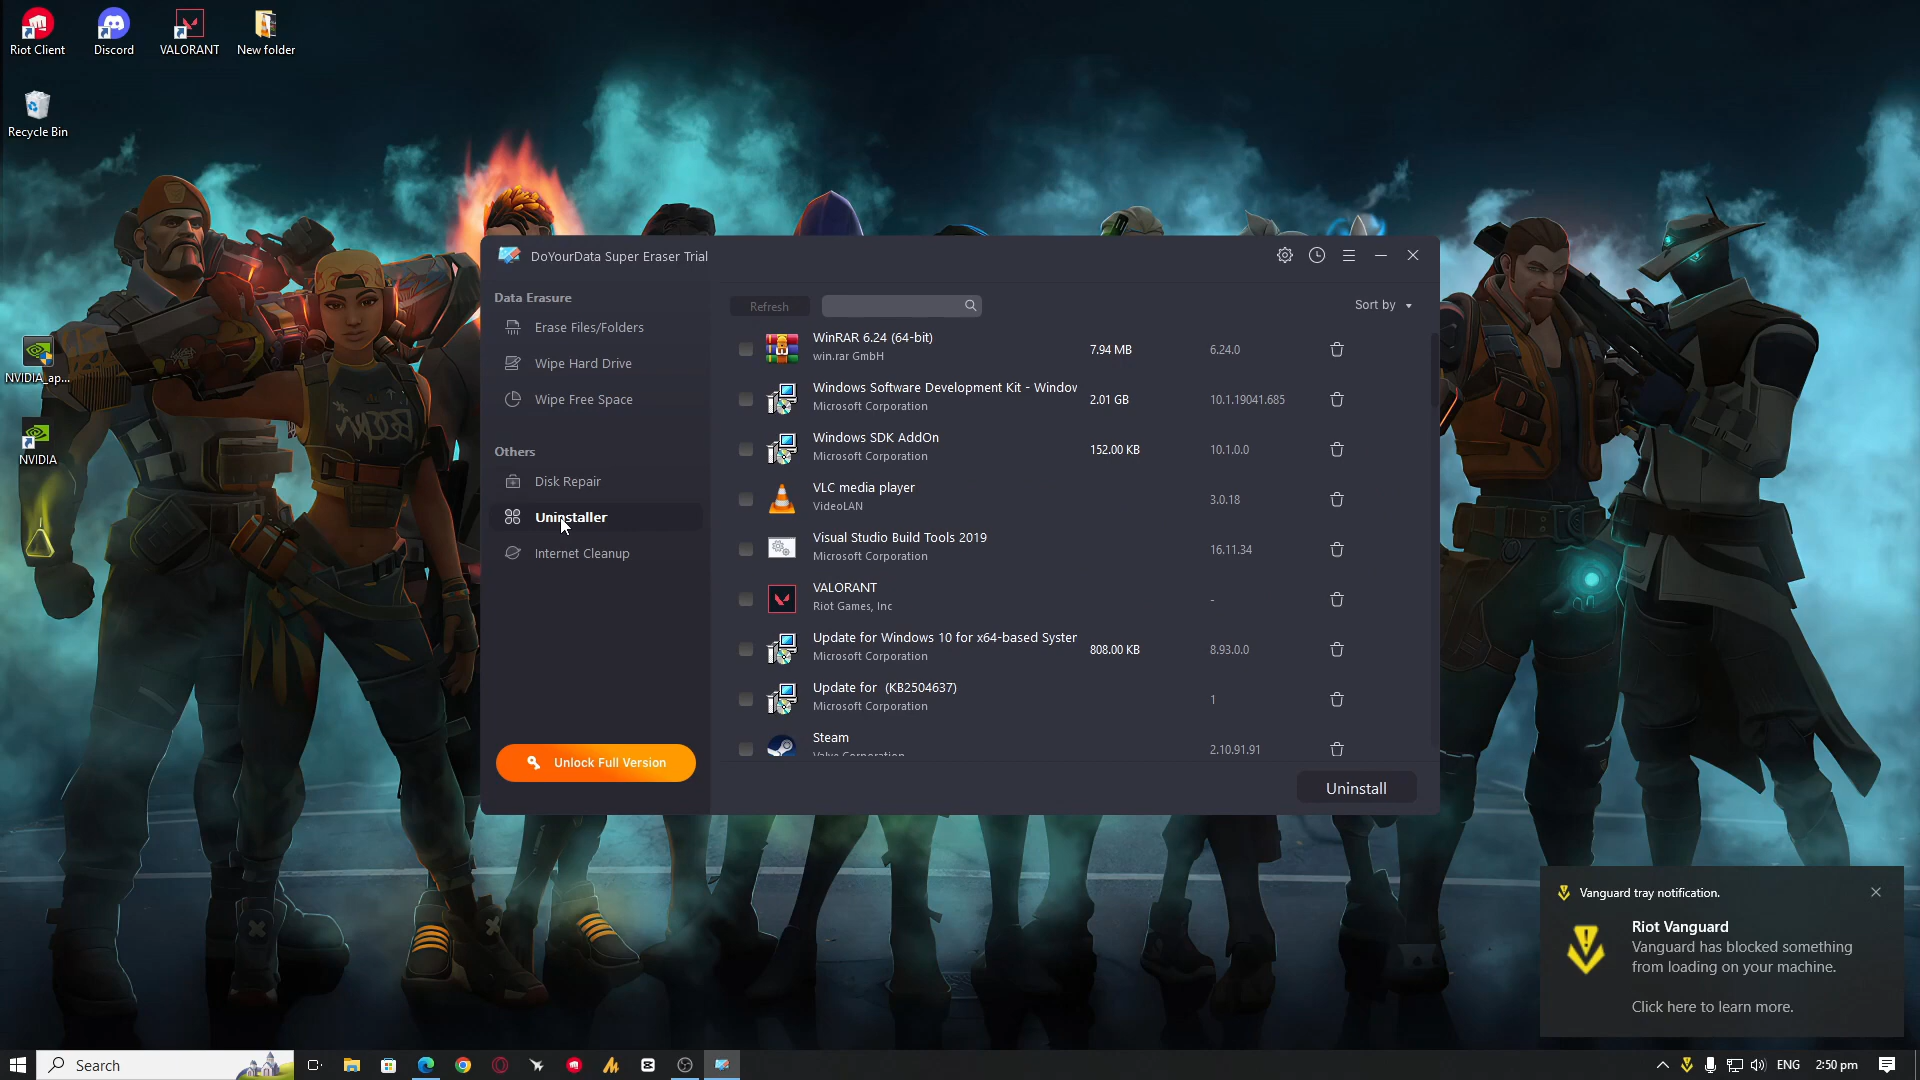 Riot Client
Discord
VALORANT
New folder
Recycle Bin
NVIDIA_ap...
NVIDIA
DoYourData Super Eraser Trial
Data Erasure
Erase Files/Folders
Wipe Hard Drive
Wipe Free Space
Others
Disk Repair
Uninstaller
Internet Cleanup
Unlock Full Version
Refresh
Sort by
WinRAR 6.24 (64-bit)
win.rar GmbH
7.94 MB
6.24.0
Windows Software Development Kit - Window
Microsoft Corporation
2.01 GB
10.1.19041.685
Windows SDK AddOn
Microsoft Corporation
152.00 KB
10.1.0.0
VLC media player
VideoLAN
3.0.18
Visual Studio Build Tools 2019
Microsoft Corporation
16.11.34
VALORANT
Riot Games, Inc
-
Update for Windows 10 for x64-based System
Microsoft Corporation
808.00 KB
8.93.0.0
Update for  (KB2504637)
Microsoft Corporation
1
Steam
Valve Corporation
2.10.91.91
Uninstall
Vanguard tray notification.
Riot Vanguard
Vanguard has blocked something
from loading on your machine.
Click here to learn more.
Search
ENG
2:50 pm